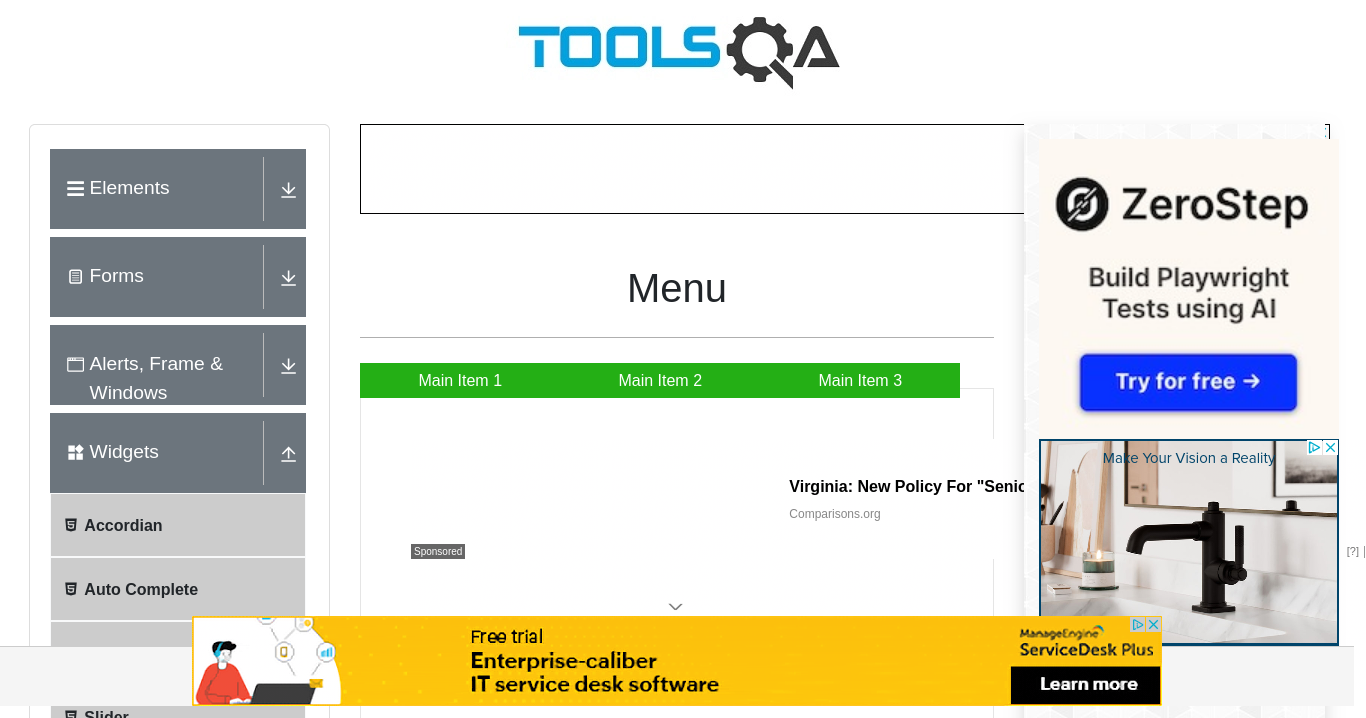 TOOLSQA
Elements
Forms
Alerts, Frame &
Windows
Widgets
Accordian
Auto Complete
Slider
Menu
Main Item 1
Main Item 2
Main Item 3
Virginia: New Policy For "Senio
Comparisons.org
Sponsored
ZeroStep
Build Playwright
Tests using AI
Try for free →
Make Your Vision a Reality
[?]
Free trial
Enterprise-caliber
IT service desk software
ManageEngine
ServiceDesk Plus
Learn more